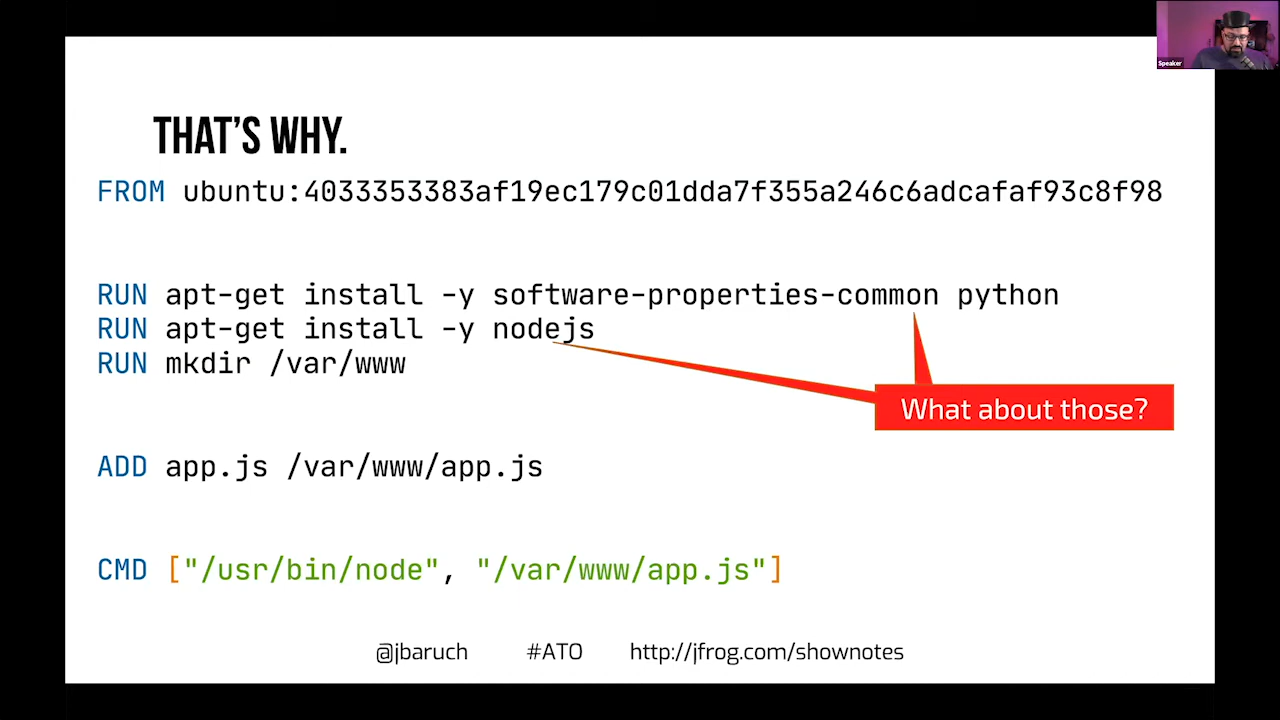 Speaker
THAT'S WHY.
FROM ubuntu:4033353383af19ec179c01dda7f355a246c6adcafaf93c8f98
RUN apt-get install -y software-properties-common python
RUN apt-get install -y nodejs
RUN mkdir /var/www
What about those?
ADD app.js /var/www/app.js
CMD ["/usr/bin/node", "/var/www/app.js"]
@jbaruch #ATO http://jfrog.com/shownotes